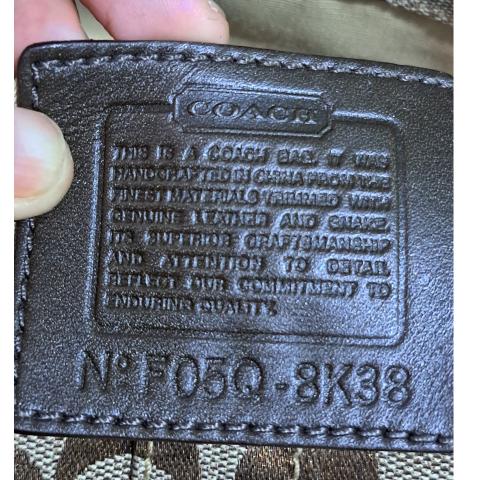 COACH
THIS IS A COACH BAG. IT WAS
HANDCRAFTED IN CHINA FROM THE
FINEST MATERIALS TRIMMED WITH
GENUINE LEATHER AND SNAKE.
ITS SUPERIOR CRAFTSMANSHIP
AND ATTENTION TO DETAIL
REFLECT OUR COMMITMENT TO
ENDURING QUALITY.
Nº F05Q-8K38